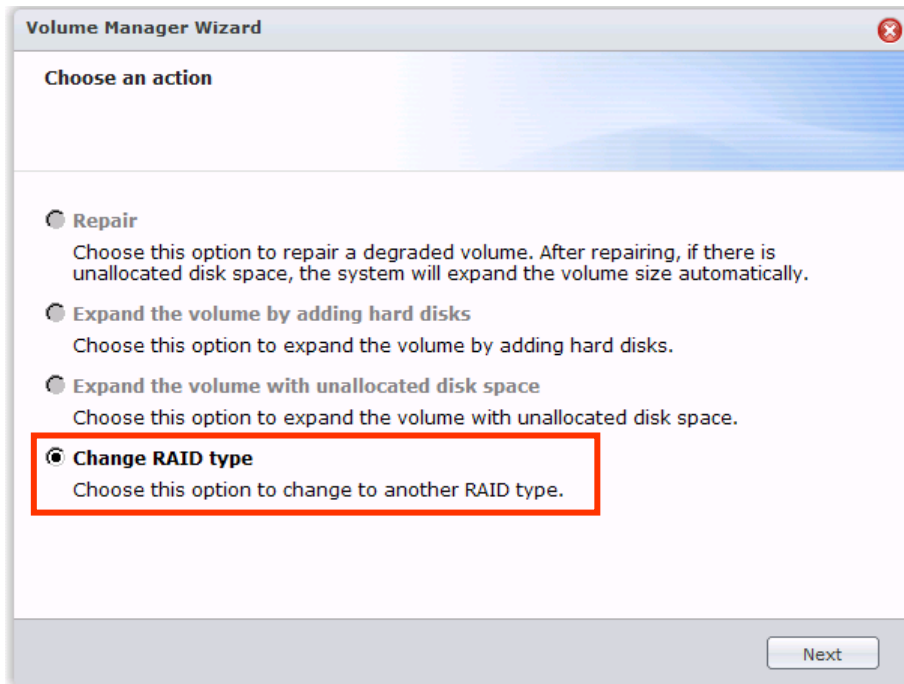 Volume Manager Wizard
Choose an action
Repair
Choose this option to repair a degraded volume. After repairing, if there is
unallocated disk space, the system will expand the volume size automatically.
Expand the volume by adding hard disks
Choose this option to expand the volume by adding hard disks.
Expand the volume with unallocated disk space
Choose this option to expand the volume with unallocated disk space.
Change RAID type
Choose this option to change to another RAID type.
Next